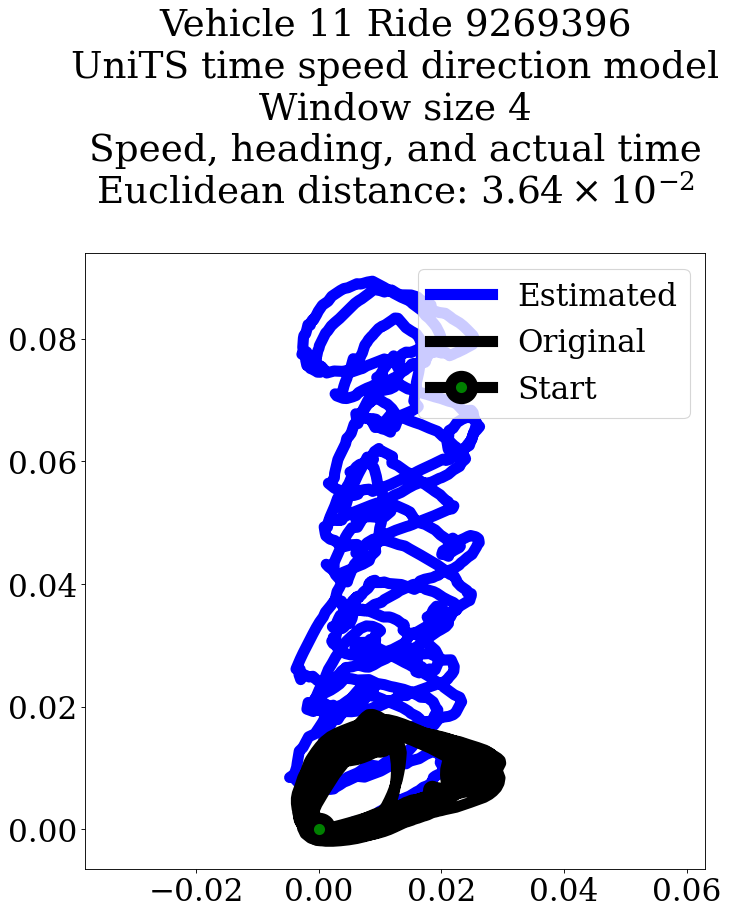 Vehicle 11 Ride 9269396
UniTS time speed direction model
Window size 4
Speed, heading, and actual time
Euclidean distance: 3.64 × 10⁻²
Estimated
Original
Start
0.08
0.06
0.04
0.02
0.00
−0.02 0.00 0.02 0.04 0.06